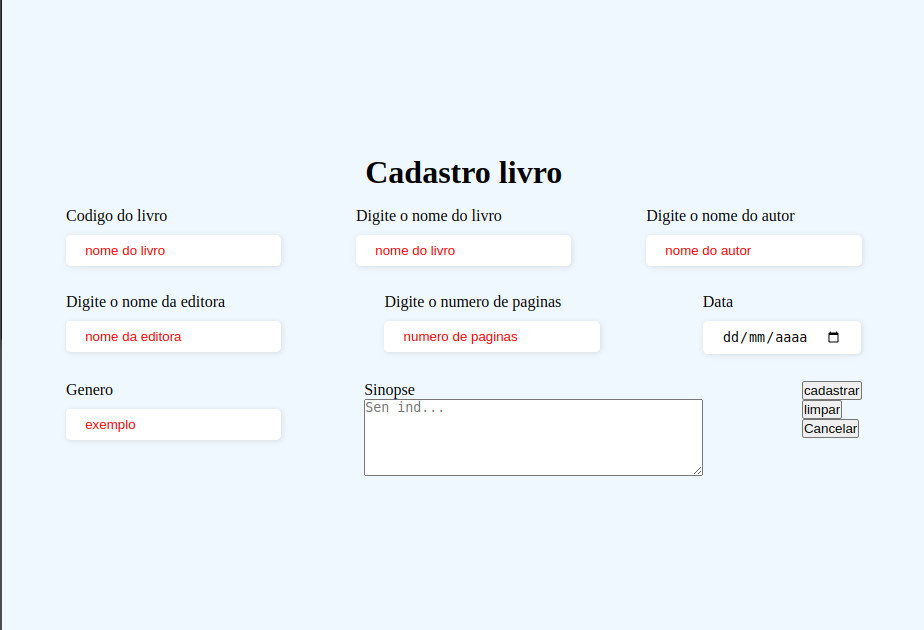 Cadastro livro
Codigo do livro
Digite o nome do livro
Digite o nome do autor
nome do livro
nome do livro
nome do autor
Digite o nome da editora
Digite o numero de paginas
Data
nome da editora
numero de paginas
dd/mm/aaaa
Genero
Sinopse
cadastrar
exemplo
Sen ind...
limpar
Cancelar